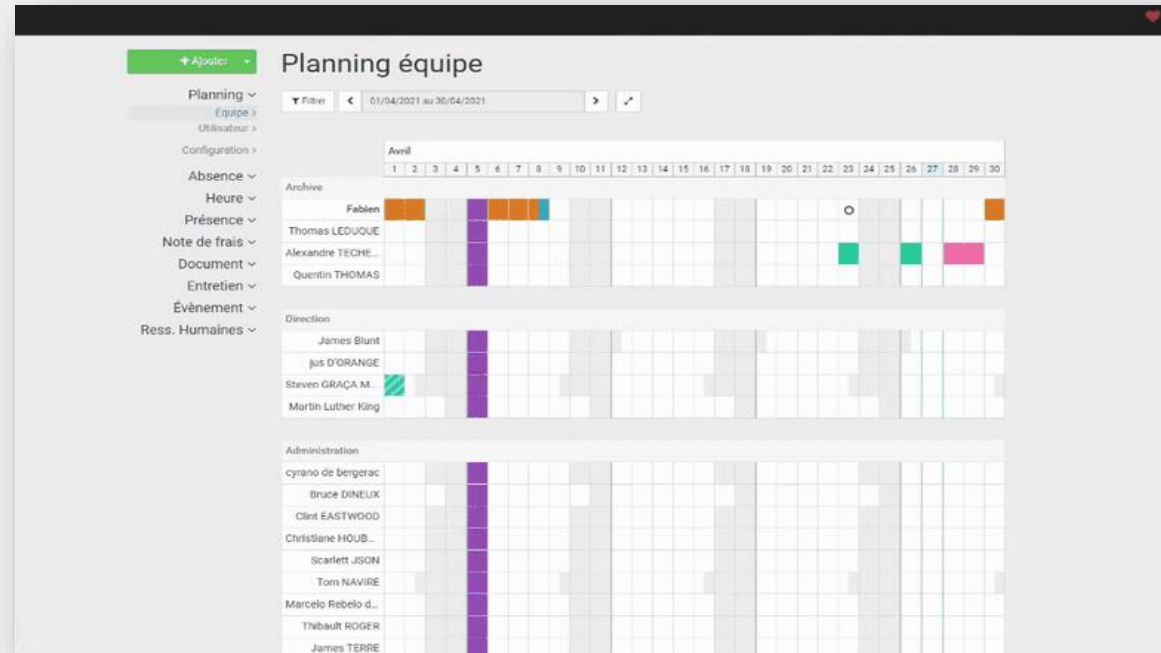 + Ajouter
Planning équipe
Planning
Équipe
Utilisateur
Configuration
Absence
Heure
Présence
Note de frais
Document
Entretien
Évènement
Ress. Humaines
Filtrer 01/04/2021 au 30/04/2021
Avril
1 2 3 4 5 6 7 8 9 10 11 12 13 14 15 16 17 18 19 20 21 22 23 24 25 26 27 28 29 30
Archive
Fabien
Thomas LEDUQUE
Alexandre TECHE...
Quentin THOMAS
Direction
James Blunt
jus D'ORANGE
Steven GRAÇA M...
Martin Luther King
Administration
cyrano de bergerac
Bruce DINEUX
Clint EASTWOOD
Christiane HOUB...
Scarlett JSON
Tom NAVIRE
Marcelo Rebelo d...
Thibault ROGER
James TERRE